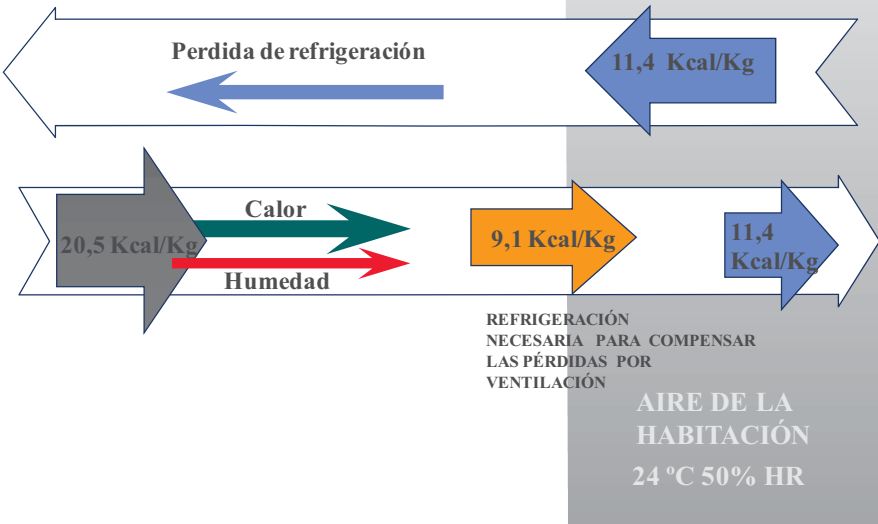 Perdida de refrigeración
11,4 Kcal/Kg
Calor
20,5 Kcal/Kg
Humedad
9,1 Kcal/Kg
11,4
Kcal/Kg
REFRIGERACIÓN
NECESARIA PARA COMPENSAR
LAS PÉRDIDAS POR
VENTILACIÓN
AIRE DE LA
HABITACIÓN
24 ºC 50% HR